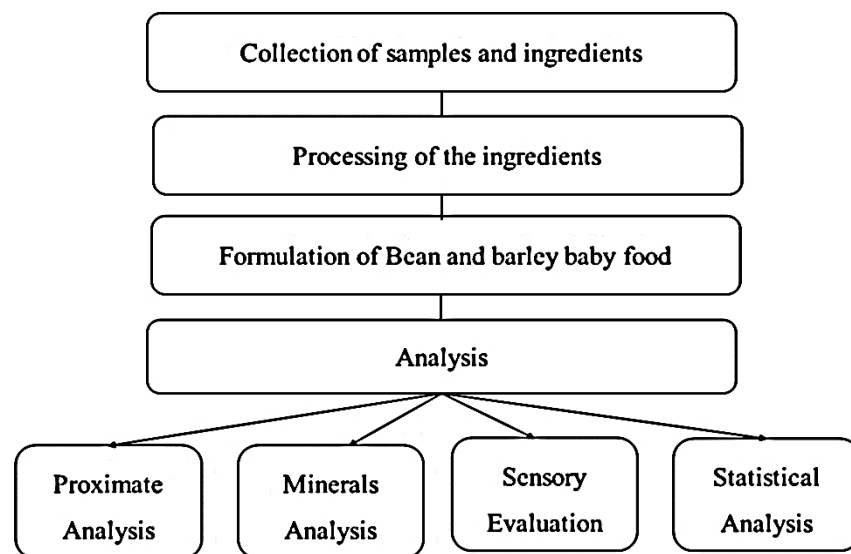 Collection of samples and ingredients
Processing of the ingredients
Formulation of Bean and barley baby food
Analysis
Proximate
Analysis
Minerals
Analysis
Sensory
Evaluation
Statistical
Analysis